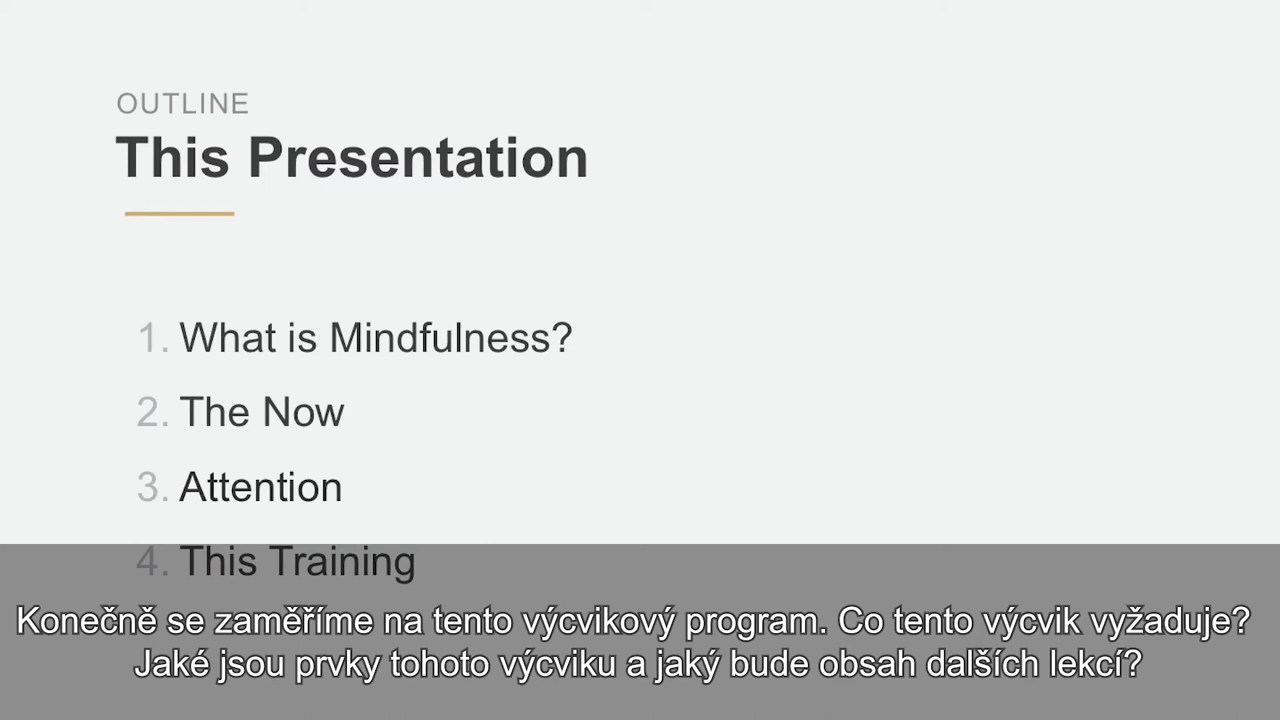 OUTLINE
This Presentation
1. What is Mindfulness?
2. The Now
3. Attention
4. This Training
Konečně se zaměříme na tento výcvikový program. Co tento výcvik vyžaduje?
Jaké jsou prvky tohoto výcviku a jaký bude obsah dalších lekcí?